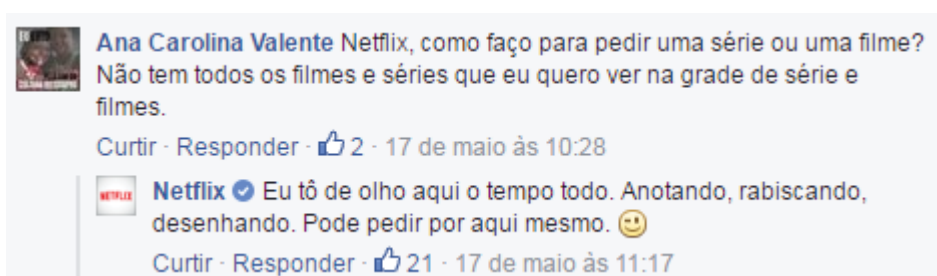 Ana Carolina Valente Netflix, como faço para pedir uma série ou uma filme?
Não tem todos os filmes e séries que eu quero ver na grade de série e
filmes.
Curtir · Responder · 2 · 17 de maio às 10:28
NETFLIX
Netflix Eu tô de olho aqui o tempo todo. Anotando, rabiscando,
desenhando. Pode pedir por aqui mesmo.
Curtir · Responder · 21 · 17 de maio às 11:17